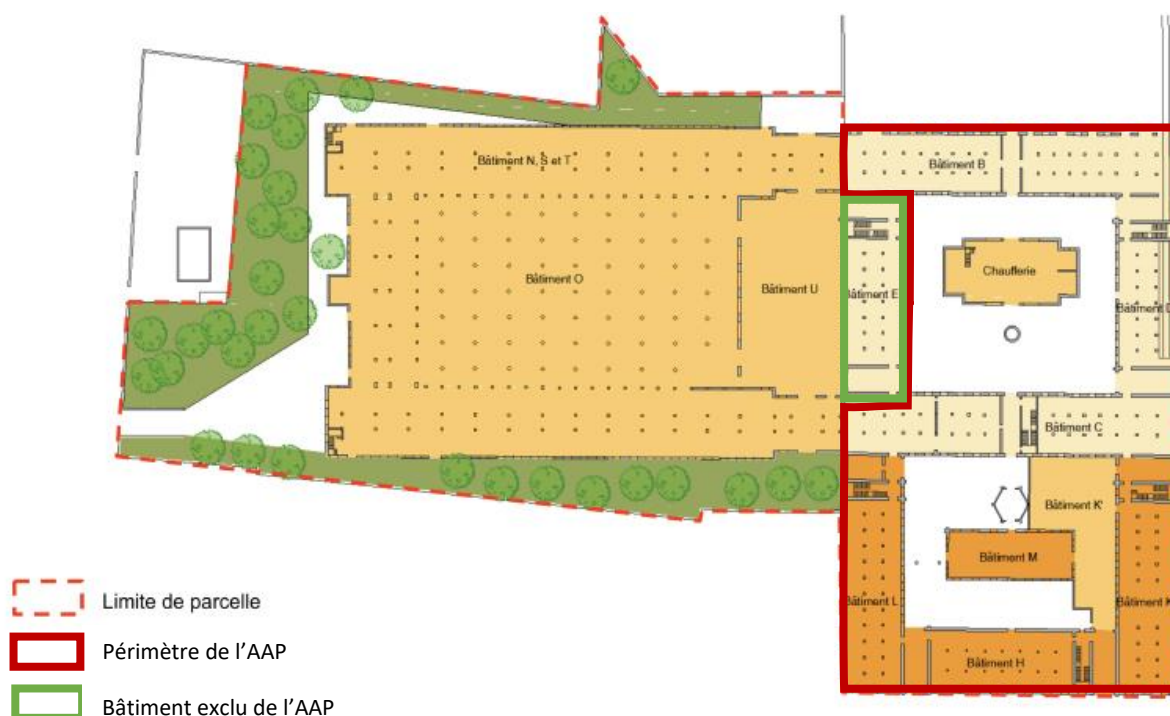 Bâtiment N, S et T
Bâtiment B
Bâtiment O
Bâtiment U
Bâtiment E
Chaufferie
Bâtiment C
Bâtiment K'
Bâtiment M
Bâtiment L
Bâtiment H
Limite de parcelle
Périmètre de l'AAP
Bâtiment exclu de l'AAP